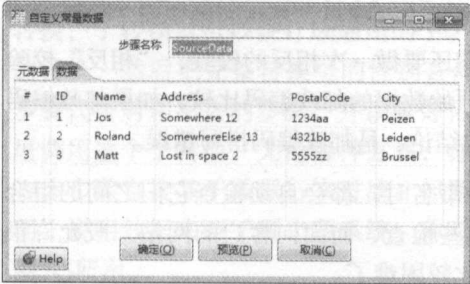 自定义常量数据
步骤名称 SourceData
元数据 数据
# ID Name Address PostalCode City
1 1 Jos Somewhere 12 1234aa Peizen
2 2 Roland SomewhereElse 13 4321bb Leiden
3 3 Matt Lost in space 2 5555zz Brussel
确定(O) 预览(P) 取消(C)
Help